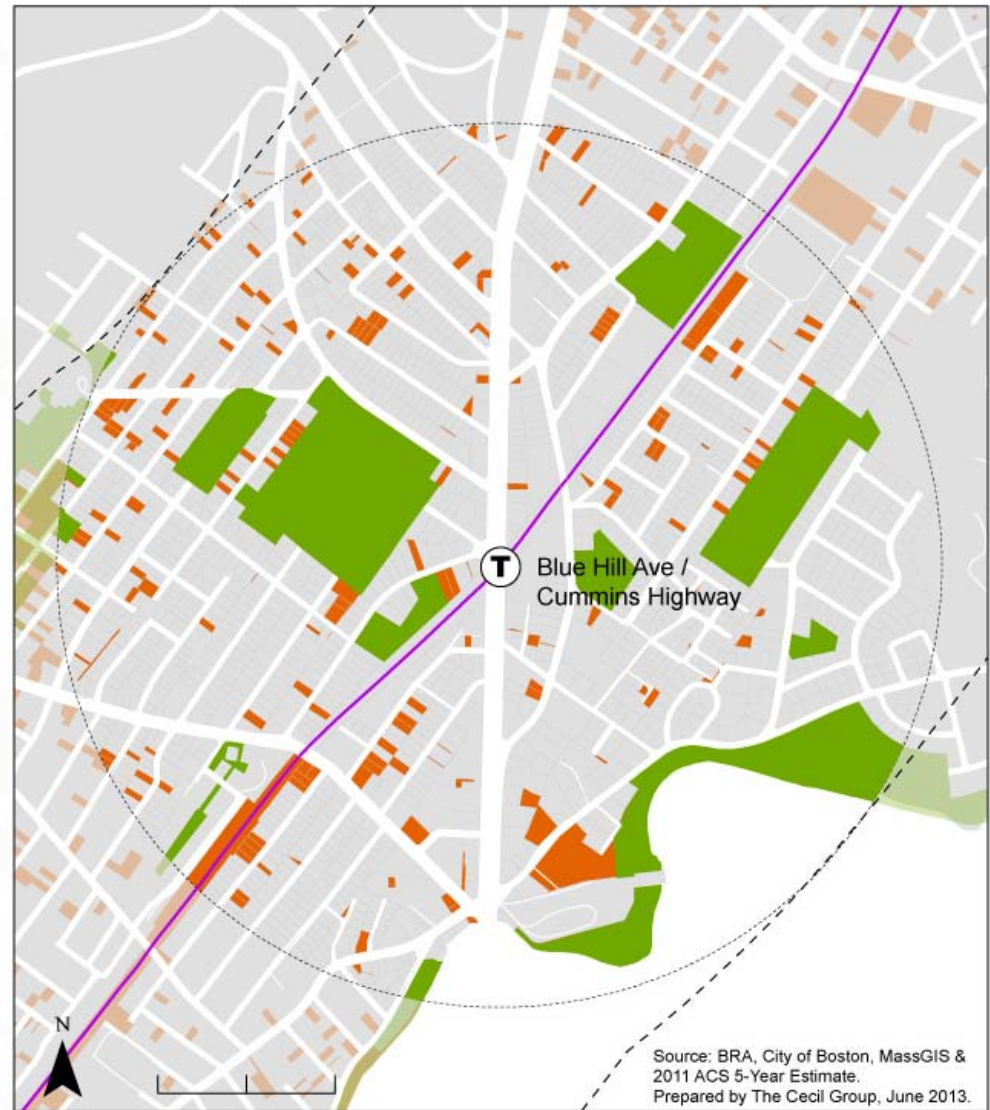 T
Blue Hill Ave /
Cummins Highway
N
Source: BRA, City of Boston, MassGIS &
2011 ACS 5-Year Estimate.
Prepared by The Cecil Group, June 2013.